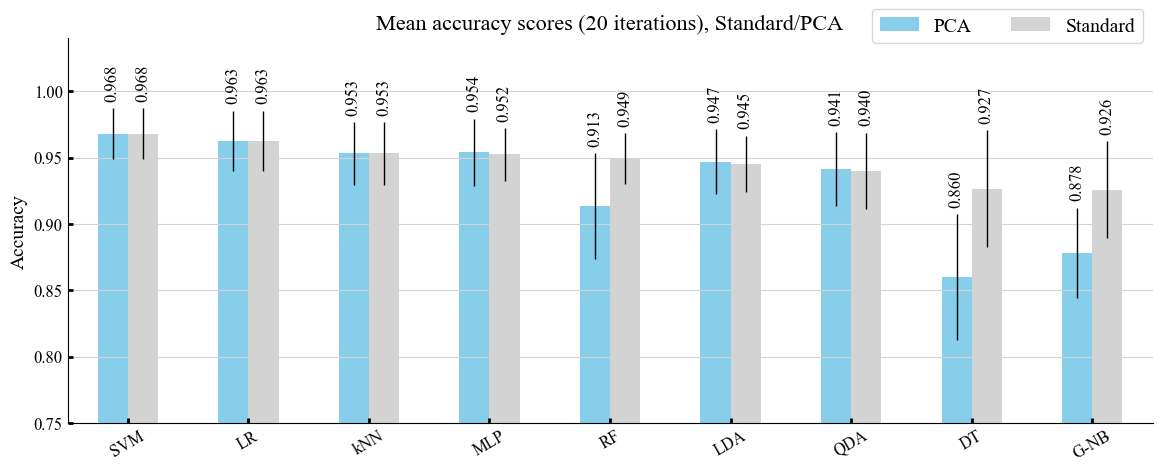 Mean accuracy scores (20 iterations), Standard/PCA
PCA
Standard
Accuracy
1.00
0.95
0.90
0.85
0.80
0.75
0.968
0.968
0.963
0.963
0.953
0.953
0.954
0.952
0.913
0.949
0.947
0.945
0.941
0.940
0.860
0.927
0.878
0.926
SVM
LR
kNN
MLP
RF
LDA
QDA
DT
G-NB